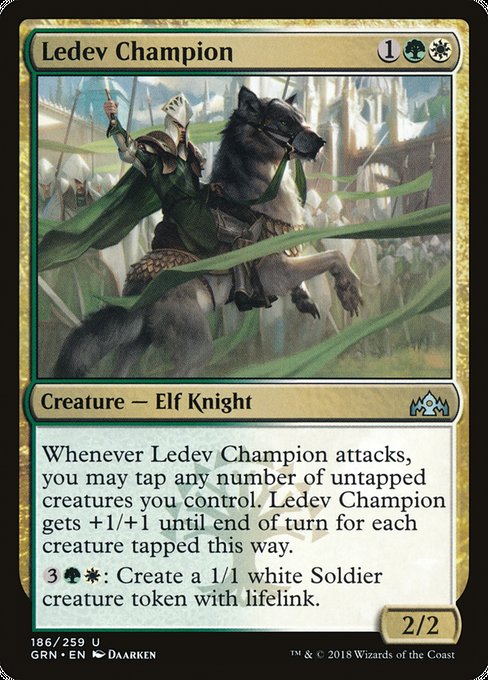 Ledev Champion 1
Creature — Elf Knight
Whenever Ledev Champion attacks,
you may tap any number of untapped
creatures you control. Ledev Champion
gets +1/+1 until end of turn for each
creature tapped this way.
3: Create a 1/1 white Soldier
creature token with lifelink.
2/2
186/259 U
GRN • EN DAARKEN
™ & © 2018 Wizards of the Coast